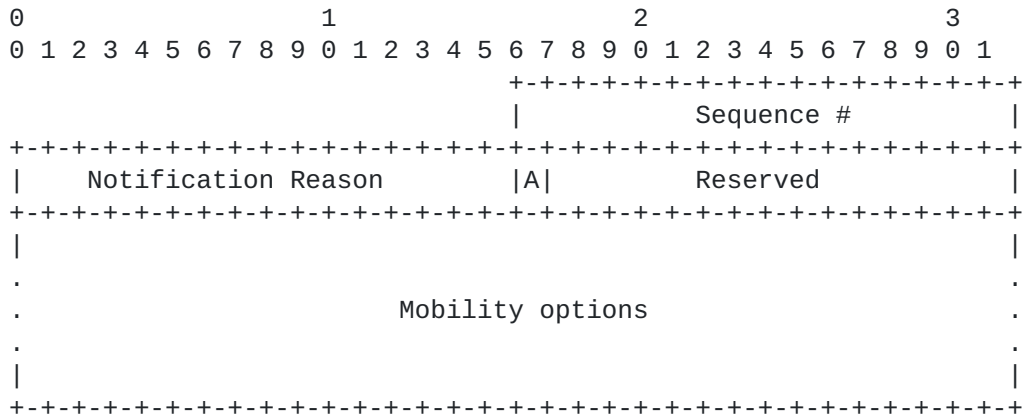 0                   1                   2                   3
0 1 2 3 4 5 6 7 8 9 0 1 2 3 4 5 6 7 8 9 0 1 2 3 4 5 6 7 8 9 0 1
                                +-+-+-+-+-+-+-+-+-+-+-+-+-+-+-+-+
                                |           Sequence #          |
+-+-+-+-+-+-+-+-+-+-+-+-+-+-+-+-+-+-+-+-+-+-+-+-+-+-+-+-+-+-+-+-+
|    Notification Reason        |A|         Reserved            |
+-+-+-+-+-+-+-+-+-+-+-+-+-+-+-+-+-+-+-+-+-+-+-+-+-+-+-+-+-+-+-+-+
|                                                               |
.                                                               .
.                        Mobility options                       .
.                                                               .
|                                                               |
+-+-+-+-+-+-+-+-+-+-+-+-+-+-+-+-+-+-+-+-+-+-+-+-+-+-+-+-+-+-+-+-+